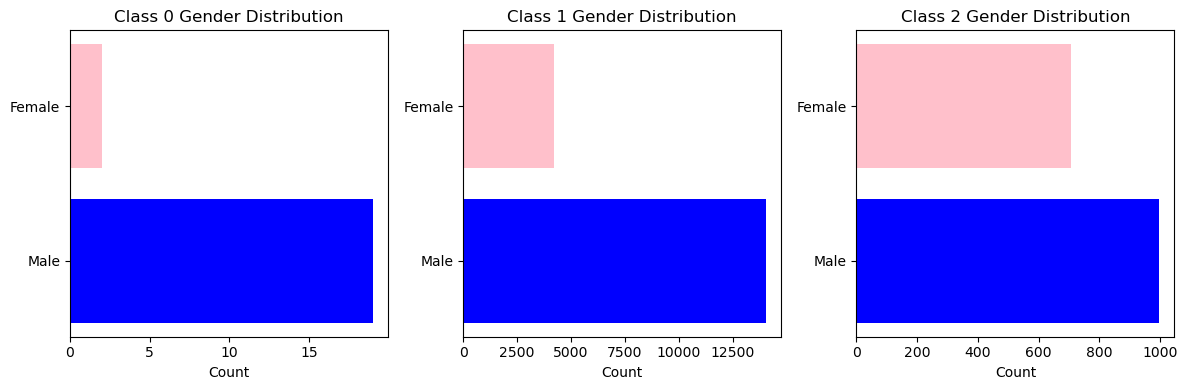 Class 0 Gender Distribution
Female
Male
0 5 10 15
Count
Class 1 Gender Distribution
Female
Male
0 2500 5000 7500 10000 12500
Count
Class 2 Gender Distribution
Female
Male
0 200 400 600 800 1000
Count